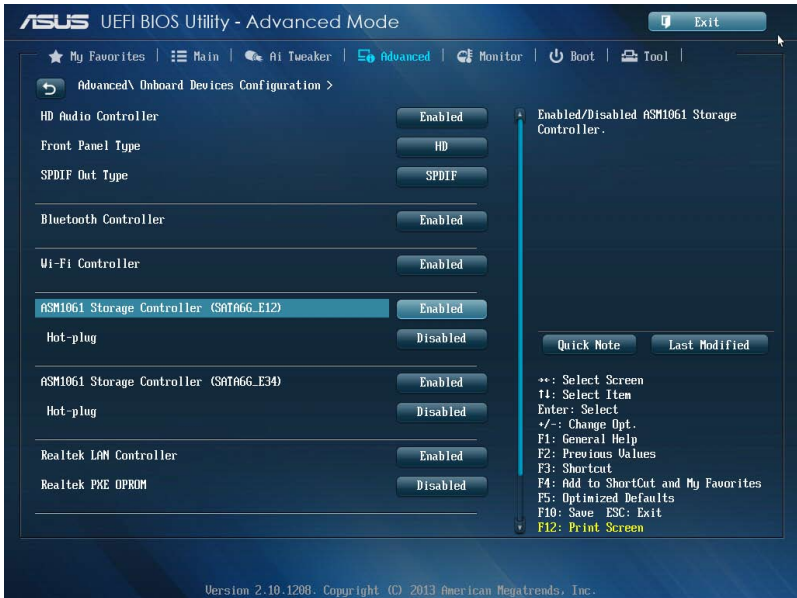 ASUS UEFI BIOS Utility - Advanced Mode Exit
My Favorites | Main | Ai Tweaker | Advanced | Monitor | Boot | Tool |
Advanced\ Onboard Devices Configuration >
HD Audio Controller Enabled
Front Panel Type HD
SPDIF Out Type SPDIF
Bluetooth Controller Enabled
Wi-Fi Controller Enabled
ASM1061 Storage Controller (SATA6G_E12) Enabled
Hot-plug Disabled
ASM1061 Storage Controller (SATA6G_E34) Enabled
Hot-plug Disabled
Realtek LAN Controller Enabled
Realtek PXE OPROM Disabled
Enabled/Disabled ASM1061 Storage
Controller.
Quick Note Last Modified
→←: Select Screen
↑↓: Select Item
Enter: Select
+/-: Change Opt.
F1: General Help
F2: Previous Values
F3: Shortcut
F4: Add to ShortCut and My Favorites
F5: Optimized Defaults
F10: Save ESC: Exit
F12: Print Screen
Version 2.10.1208. Copyright (C) 2013 American Megatrends, Inc.